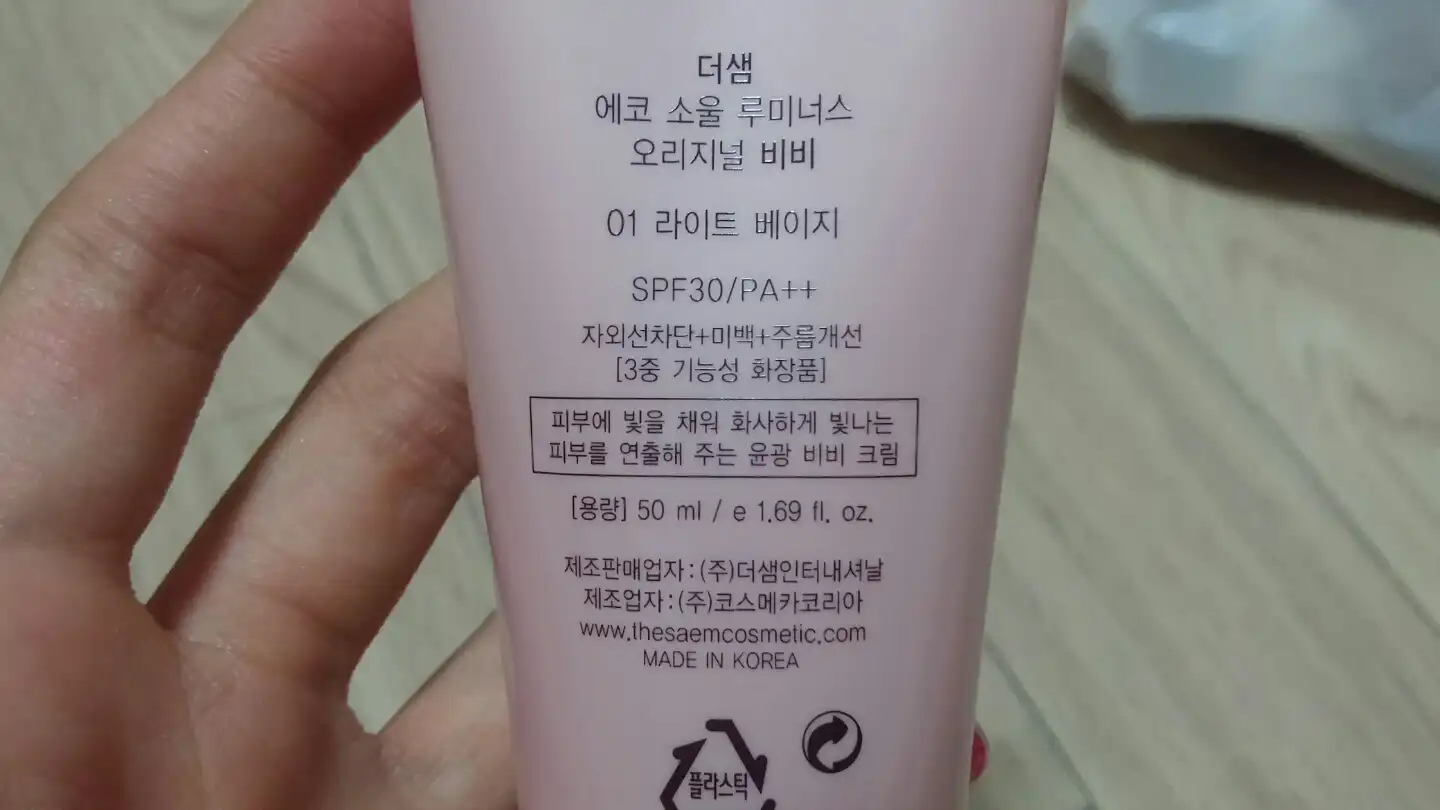 더샘
에코 소울 루미너스
오리지널 비비
01 라이트 베이지
SPF30/PA++
자외선차단+미백+주름개선
[3중 기능성 화장품]
피부에 빛을 채워 화사하게 빛나는
피부를 연출해 주는 윤광 비비 크림
[용량] 50 ml / e 1.69 fl. oz.
제조판매업자:(주)더샘인터내셔날
제조업자:(주)코스메카코리아
www.thesaemcosmetic.com
MADE IN KOREA
플라스틱